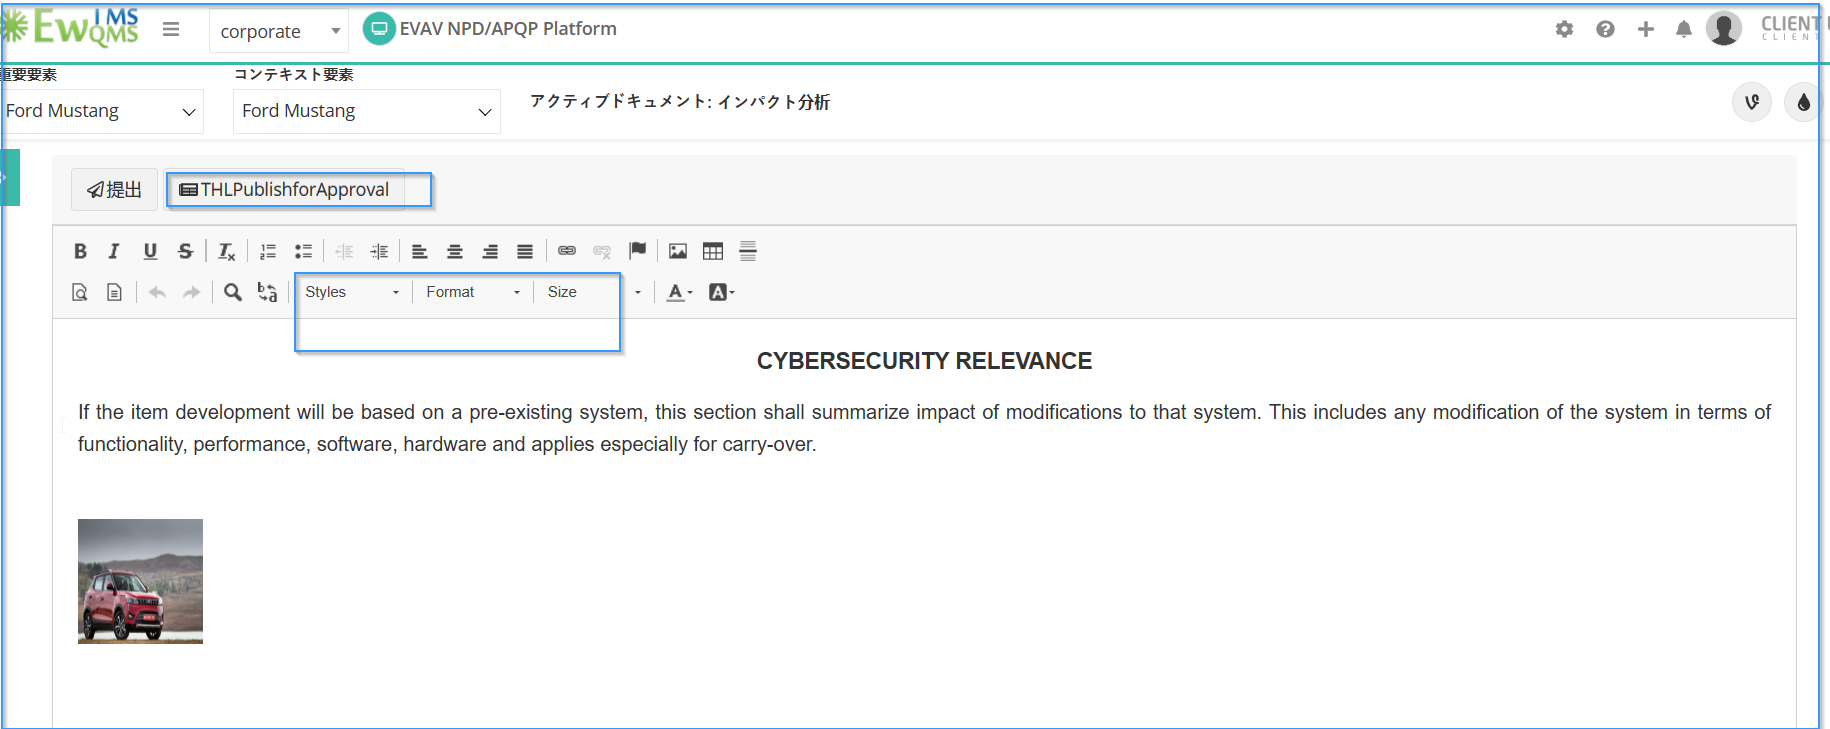 EwQMS IMS
corporate
EVAV NPD/APQP Platform
CLIENT
CLIENT
重要要素
コンテキスト要素
Ford Mustang
Ford Mustang
アクティブドキュメント: インパクト分析
提出
THLPublishforApproval
Styles
Format
Size
CYBERSECURITY RELEVANCE
If the item development will be based on a pre-existing system, this section shall summarize impact of modifications to that system. This includes any modification of the system in terms of
functionality, performance, software, hardware and applies especially for carry-over.